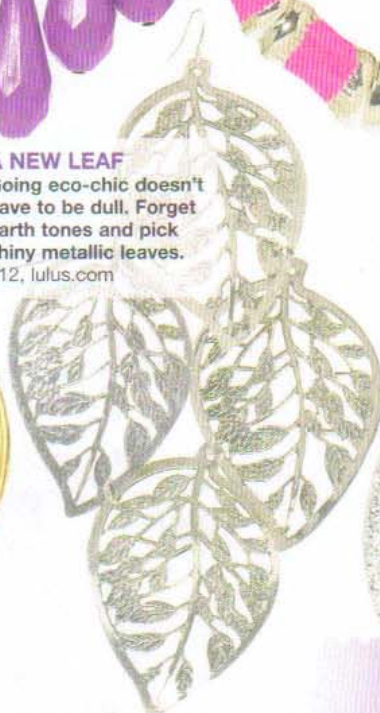 A NEW LEAF
oing eco-chic doesn't
ave to be dull. Forget
arth tones and pick
hiny metallic leaves.
12, lulus.com